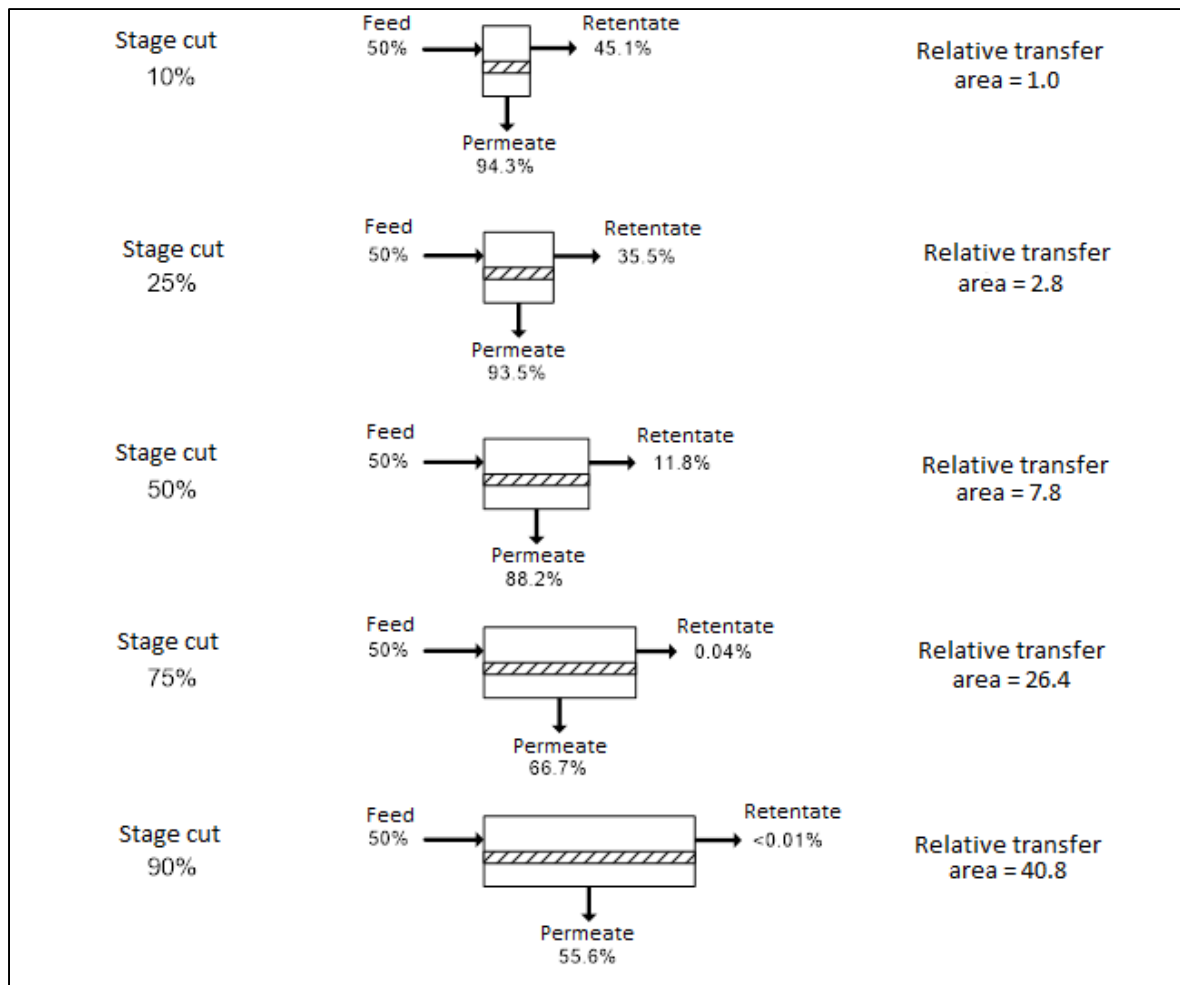 Stage cut
10%
Feed
50%
Retentate
45.1%
Permeate
94.3%
Relative transfer
area = 1.0
Stage cut
25%
Feed
50%
Retentate
35.5%
Permeate
93.5%
Relative transfer
area = 2.8
Stage cut
50%
Feed
50%
Retentate
11.8%
Permeate
88.2%
Relative transfer
area = 7.8
Stage cut
75%
Feed
50%
Retentate
0.04%
Permeate
66.7%
Relative transfer
area = 26.4
Stage cut
90%
Feed
50%
Retentate
<0.01%
Permeate
55.6%
Relative transfer
area = 40.8